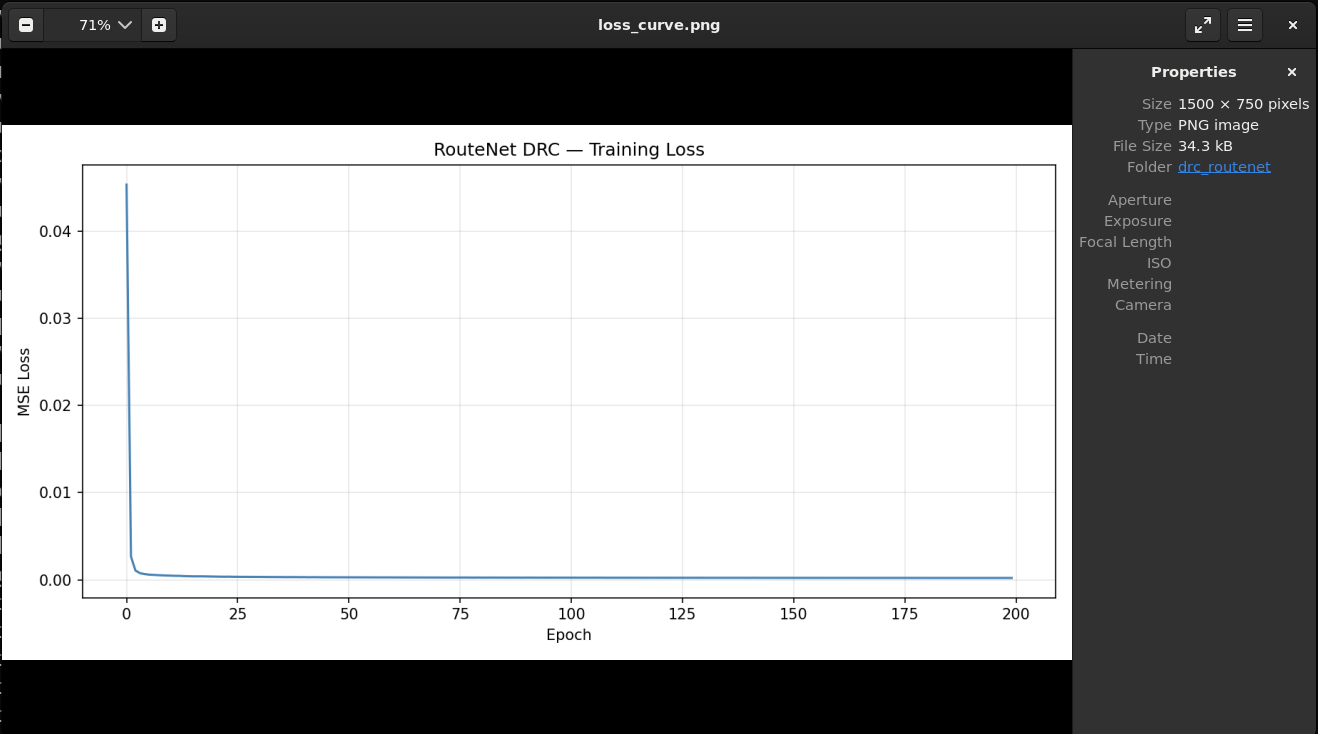 71%
loss_curve.png
Properties
Size 1500 × 750 pixels
Type PNG image
File Size 34.3 kB
Folder drc_routenet
Aperture
Exposure
Focal Length
ISO
Metering
Camera
Date
Time
RouteNet DRC — Training Loss
MSE Loss
0.04
0.03
0.02
0.01
0.00
0 25 50 75 100 125 150 175 200
Epoch